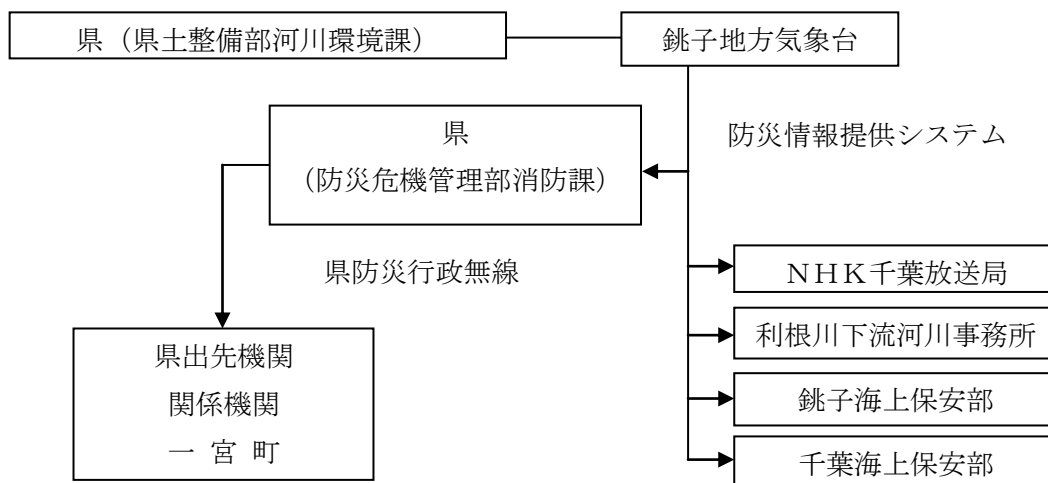 県（県土整備部河川環境課）
銚子地方気象台
県
（防災危機管理部消防課）
防災情報提供システム
県防災行政無線
ＮＨＫ千葉放送局
利根川下流河川事務所
銚子海上保安部
千葉海上保安部
県出先機関
関係機関
一 宮 町